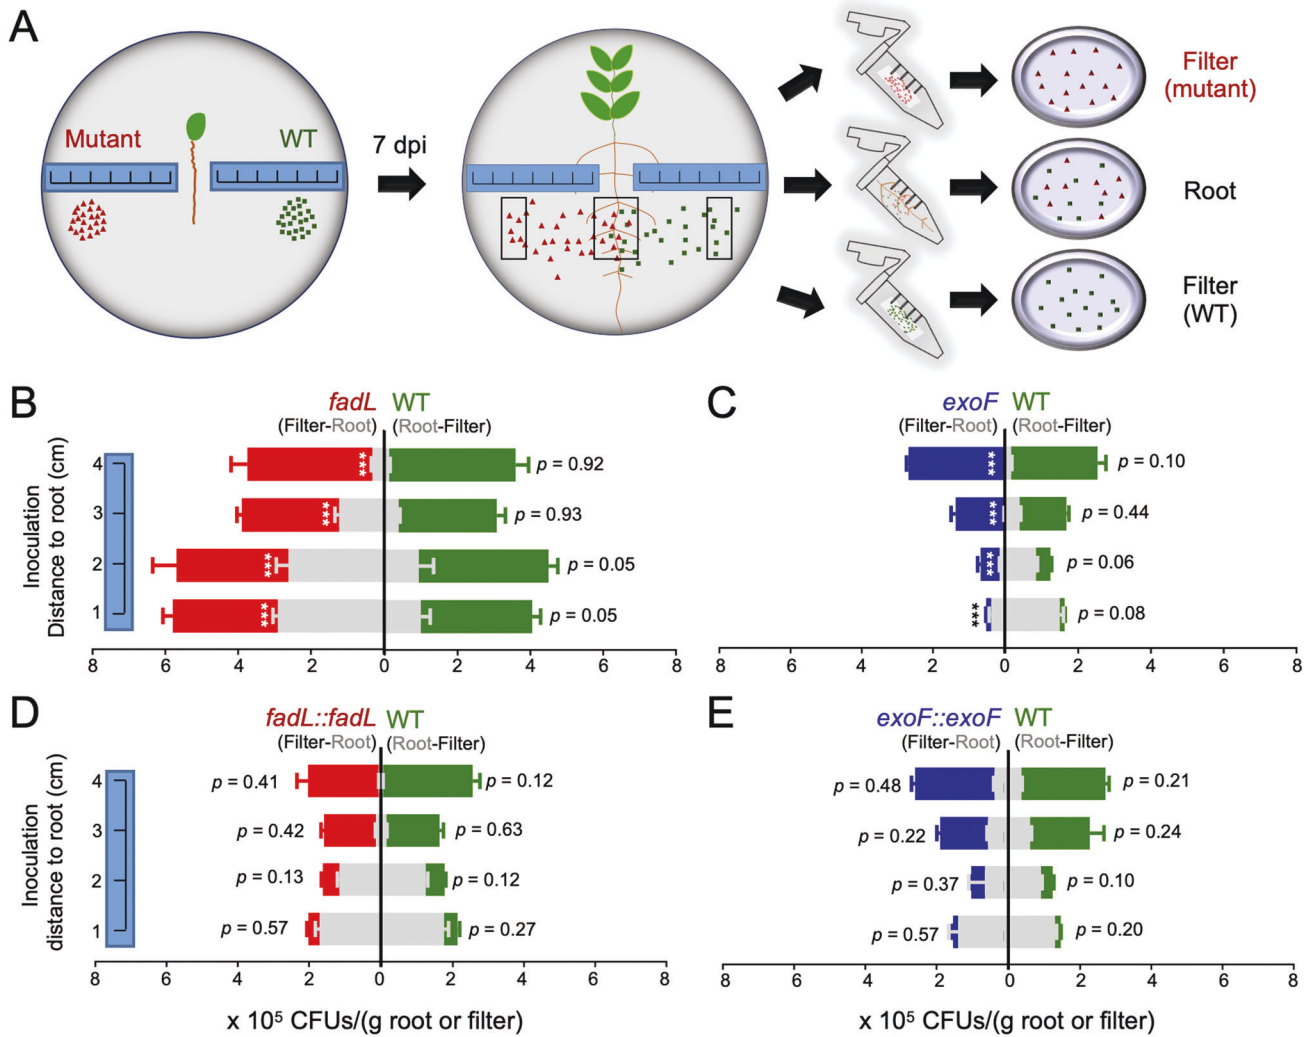 A
Mutant
WT
7 dpi
Filter
(mutant)
Root
Filter
(WT)
B
fadL WT
(Filter-Root) (Root-Filter)
Inoculation
Distance to root (cm)
4
3
2
1
***
***
***
***
p = 0.92
p = 0.93
p = 0.05
p = 0.05
8 6 4 2 0 2 4 6 8
C
exoF WT
(Filter-Root) (Root-Filter)
***
***
***
***
p = 0.10
p = 0.44
p = 0.06
p = 0.08
8 6 4 2 0 2 4 6 8
D
fadL::fadL WT
(Filter-Root) (Root-Filter)
Inoculation
distance to root (cm)
4
3
2
1
p = 0.41 p = 0.12
p = 0.42 p = 0.63
p = 0.13 p = 0.12
p = 0.57 p = 0.27
8 6 4 2 0 2 4 6 8
x 10⁵ CFUs/(g root or filter)
E
exoF::exoF WT
(Filter-Root) (Root-Filter)
p = 0.48 p = 0.21
p = 0.22 p = 0.24
p = 0.37 p = 0.10
p = 0.57 p = 0.20
8 6 4 2 0 2 4 6 8
x 10⁵ CFUs/(g root or filter)